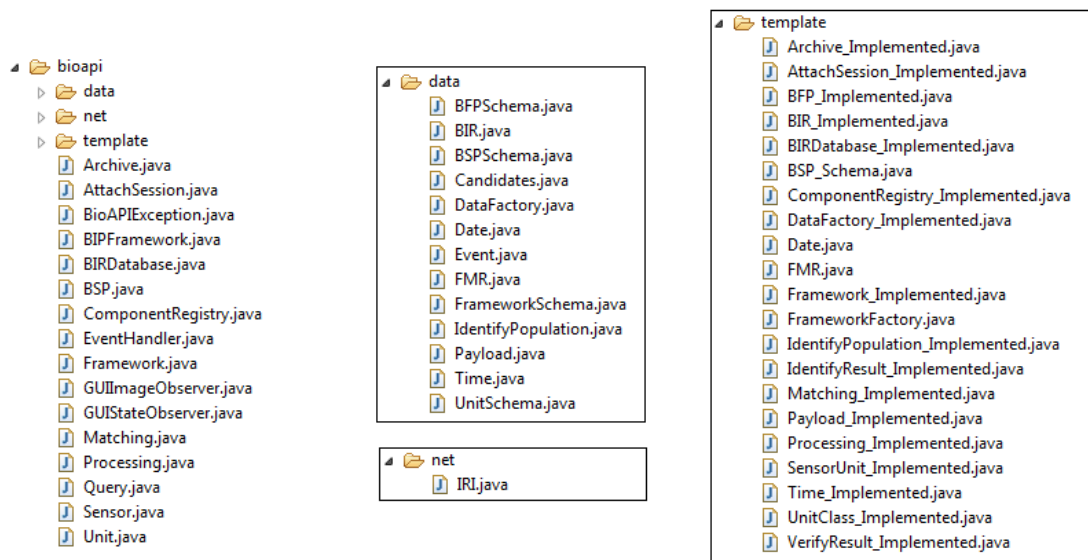 bioapi
data
net
template
Archive.java
AttachSession.java
BioAPIException.java
BIPFramework.java
BIRDatabase.java
BSP.java
ComponentRegistry.java
EventHandler.java
Framework.java
GUIImageObserver.java
GUIStateObserver.java
Matching.java
Processing.java
Query.java
Sensor.java
Unit.java
data
BFPSchema.java
BIR.java
BSPSchema.java
Candidates.java
DataFactory.java
Date.java
Event.java
FMR.java
FrameworkSchema.java
IdentifyPopulation.java
Payload.java
Time.java
UnitSchema.java
net
IRI.java
template
Archive_Implemented.java
AttachSession_Implemented.java
BFP_Implemented.java
BIR_Implemented.java
BIRDatabase_Implemented.java
BSP_Schema.java
ComponentRegistry_Implemented.java
DataFactory_Implemented.java
Date.java
FMR.java
Framework_Implemented.java
FrameworkFactory.java
IdentifyPopulation_Implemented.java
IdentifyResult_Implemented.java
Matching_Implemented.java
Payload_Implemented.java
Processing_Implemented.java
SensorUnit_Implemented.java
Time_Implemented.java
UnitClass_Implemented.java
VerifyResult_Implemented.java